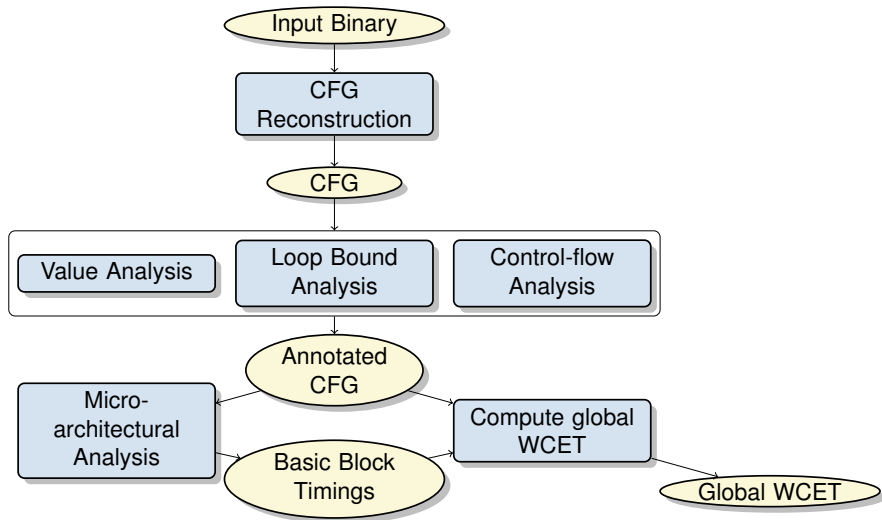 Input Binary
CFG
Reconstruction
CFG
Value Analysis
Loop Bound
Analysis
Control-flow
Analysis
Annotated
CFG
Micro-
architectural
Analysis
Compute global
WCET
Basic Block
Timings
Global WCET